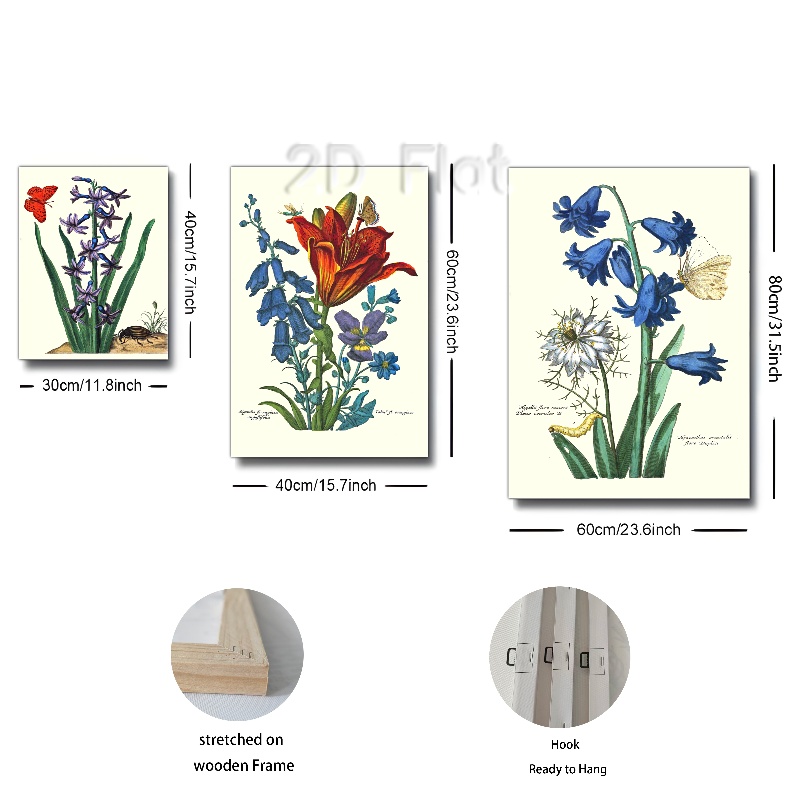 2D Flat
40cm/15.7inch
30cm/11.8inch
60cm/23.6inch
40cm/15.7inch
80cm/31.5inch
60cm/23.6inch
stretched on
wooden Frame
Hook
Ready to Hang